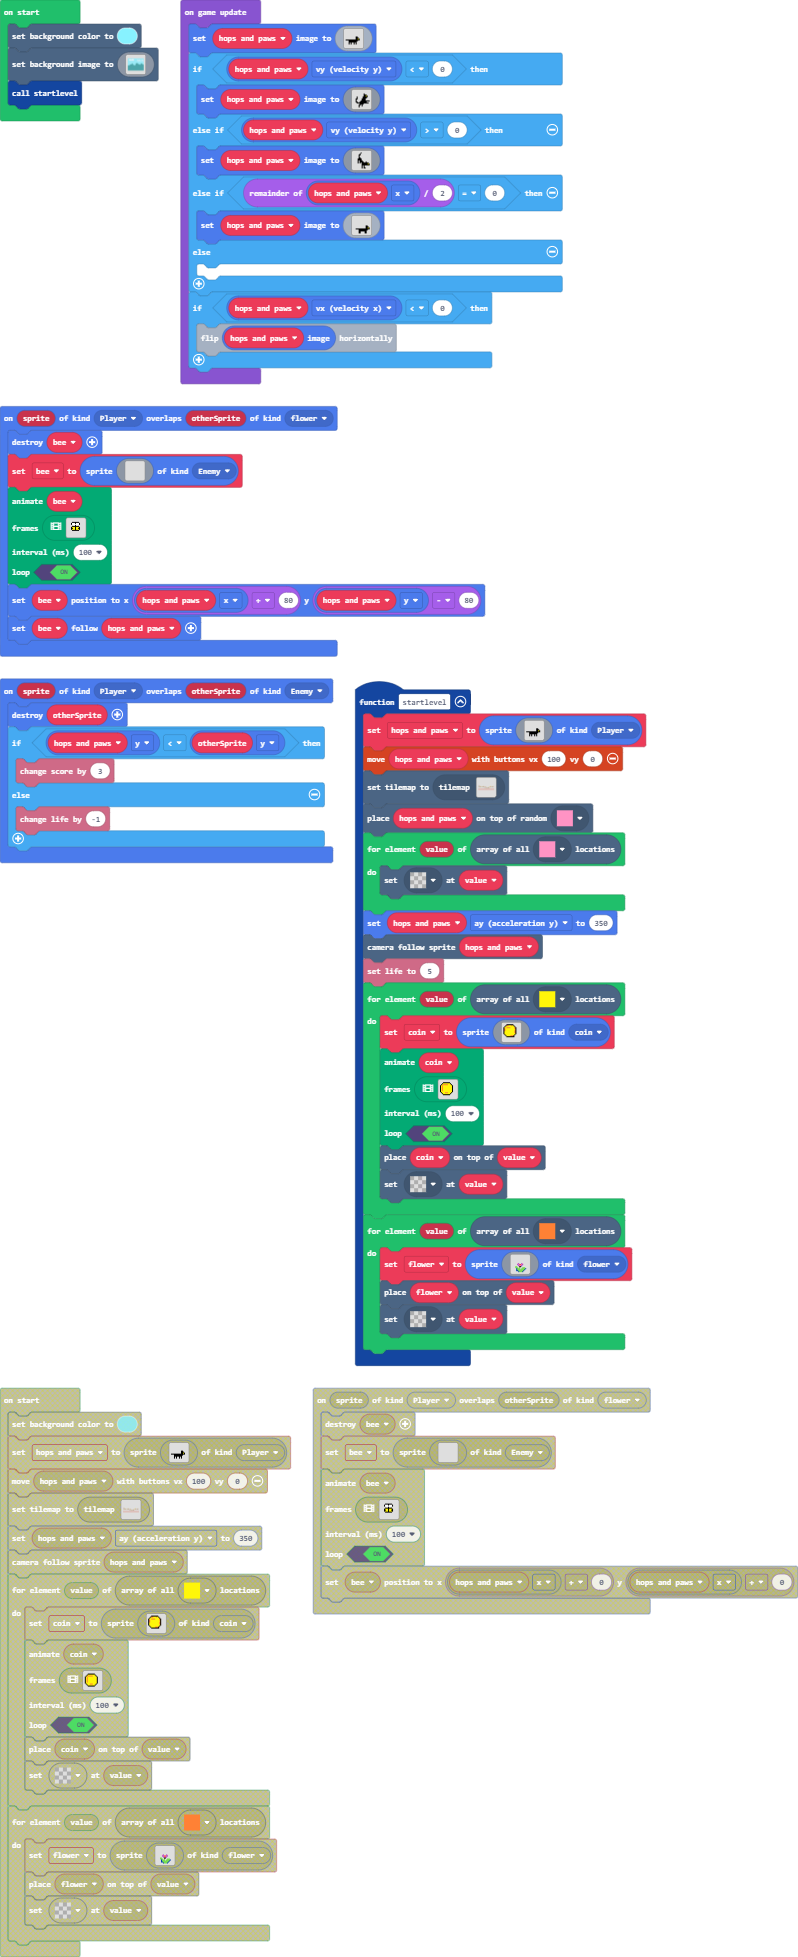 on start
set background color to
set background image to
call startlevel
on game update
set hops and paws image to
if hops and paws vy (velocity y) < 0 then
set hops and paws image to
else if hops and paws vy (velocity y) > 0 then
set hops and paws image to
else if remainder of hops and paws x / 2 = 0 then
set hops and paws image to
else
if hops and paws vx (velocity x) < 0 then
flip hops and paws image horizontally
on sprite of kind Player overlaps otherSprite of kind flower
destroy bee
set bee to sprite of kind Enemy
animate bee
frames
interval (ms) 100
loop ON
set bee position to x hops and paws x + 80 y hops and paws y - 80
set bee follow hops and paws
on sprite of kind Player overlaps otherSprite of kind Enemy
destroy otherSprite
if hops and paws y < otherSprite y then
change score by 3
else
change life by -1
function startlevel
set hops and paws to sprite of kind Player
move hops and paws with buttons vx 100 vy 0
set tilemap to tilemap
place hops and paws on top of random
for element value of array of all locations
do
set at value
set hops and paws ay (acceleration y) to 350
camera follow sprite hops and paws
set life to 5
for element value of array of all locations
do
set coin to sprite of kind coin
animate coin
frames
interval (ms) 100
loop ON
place coin on top of value
set at value
for element value of array of all locations
do
set flower to sprite of kind flower
place flower on top of value
set at value
on start
set background color to
set hops and paws to sprite of kind Player
move hops and paws with buttons vx 100 vy 0
set tilemap to tilemap
set hops and paws ay (acceleration y) to 350
camera follow sprite hops and paws
for element value of array of all locations
do
set coin to sprite of kind coin
animate coin
frames
interval (ms) 100
loop ON
place coin on top of value
set at value
for element value of array of all locations
do
set flower to sprite of kind flower
place flower on top of value
set at value
on sprite of kind Player overlaps otherSprite of kind flower
destroy bee
set bee to sprite of kind Enemy
animate bee
frames
interval (ms) 100
loop ON
set bee position to x hops and paws x + 0 y hops and paws x + 0